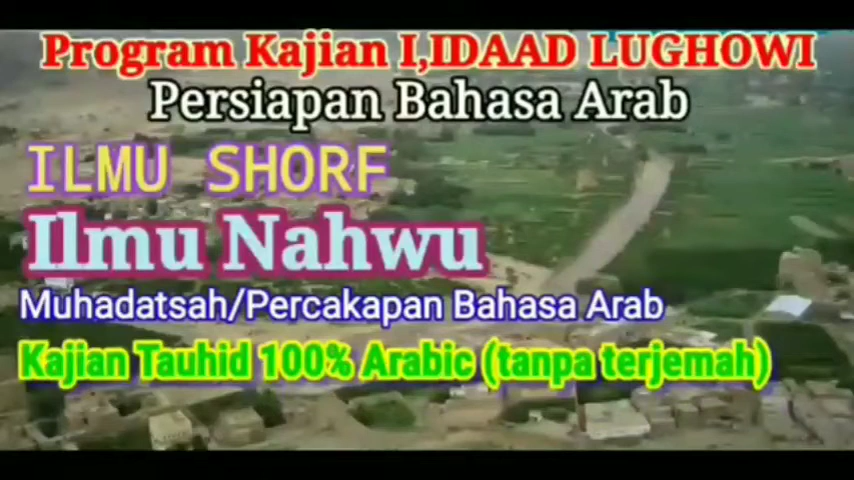 Program Kajian I,IDAAD LUGHOWI
Persiapan Bahasa Arab
ILMU SHORF
Ilmu Nahwu
Muhadatsah/Percakapan Bahasa Arab
Kajian Tauhid 100% Arabic (tanpa terjemah)